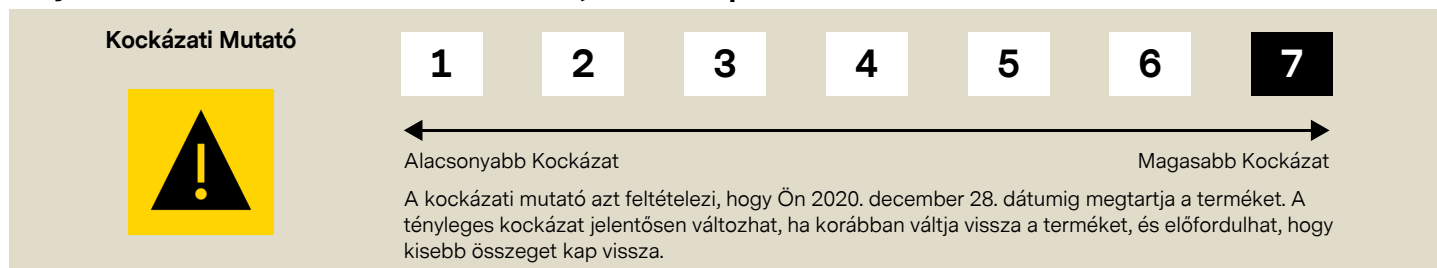 Kockázati Mutató
1 2 3 4 5 6 7
Alacsonyabb Kockázat Magasabb Kockázat
A kockázati mutató azt feltételezi, hogy Ön 2020. december 28. dátumig megtartja a terméket. A
tényleges kockázat jelentősen változhat, ha korábban váltja vissza a terméket, és előfordulhat, hogy
kisebb összeget kap vissza.